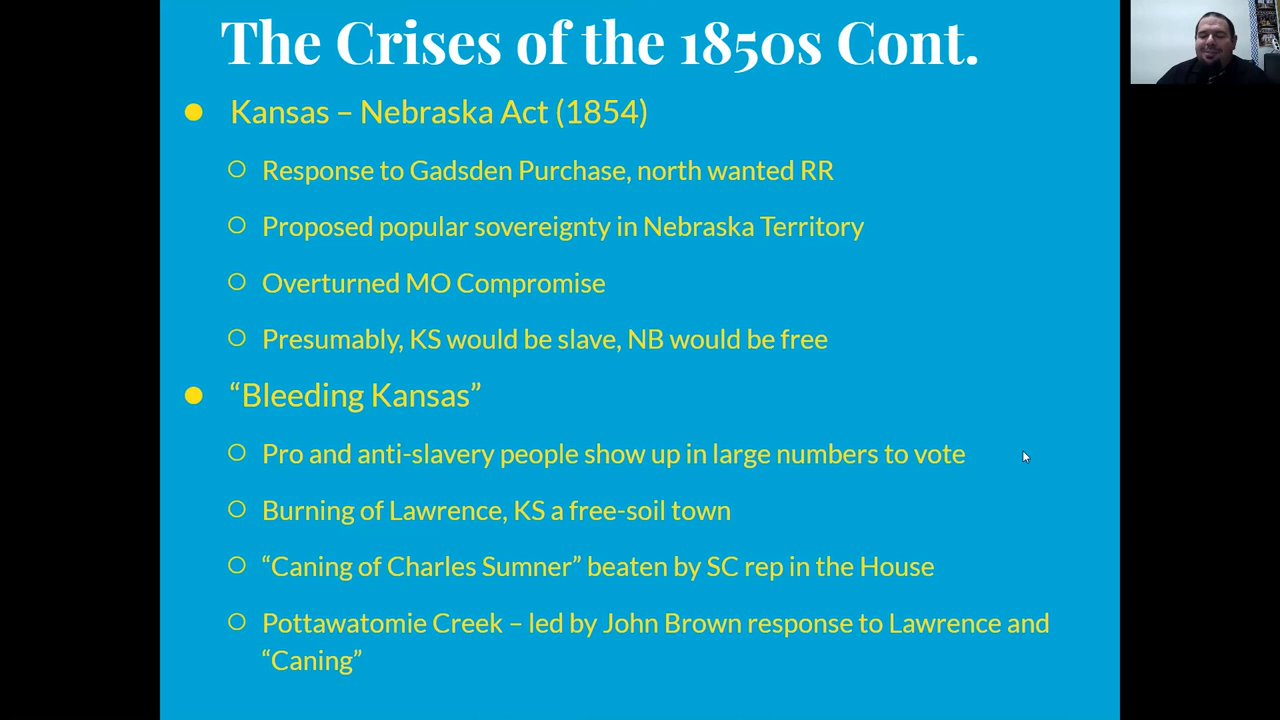 The Crises of the 1850s Cont.
Kansas – Nebraska Act (1854)
Response to Gadsden Purchase, north wanted RR
Proposed popular sovereignty in Nebraska Territory
Overturned MO Compromise
Presumably, KS would be slave, NB would be free
“Bleeding Kansas”
Pro and anti-slavery people show up in large numbers to vote
Burning of Lawrence, KS a free-soil town
“Caning of Charles Sumner” beaten by SC rep in the House
Pottawatomie Creek – led by John Brown response to Lawrence and
“Caning”